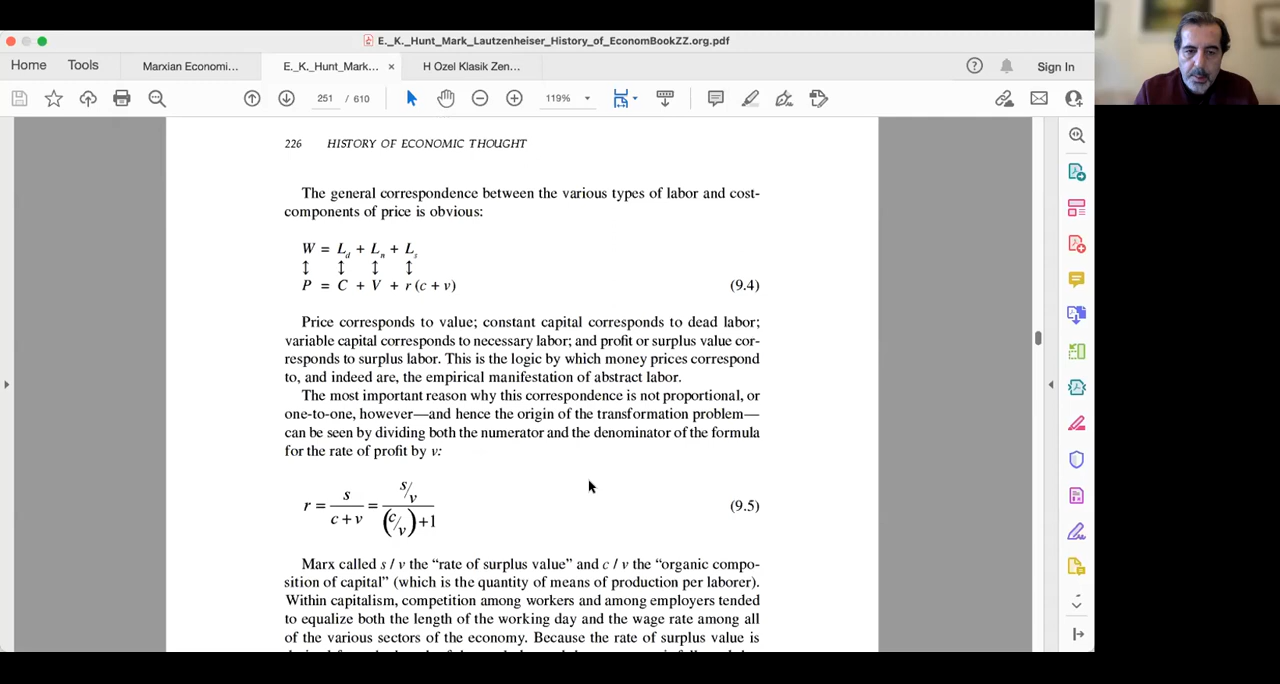 E._K._Hunt_Mark_Lautzenheiser_History_of_EconomBookZZ.org.pdf
Home Tools Marxian Economi... E._K._Hunt_Mark... × H Ozel Klasik Zen... Sign In
251 / 610 119%
226 HISTORY OF ECONOMIC THOUGHT
The general correspondence between the various types of labor and cost-
components of price is obvious:
W = L_d + L_n + L_s
↕ ↕ ↕ ↕
P = C + V + r (c + v) (9.4)
Price corresponds to value; constant capital corresponds to dead labor;
variable capital corresponds to necessary labor; and profit or surplus value cor-
responds to surplus labor. This is the logic by which money prices correspond
to, and indeed are, the empirical manifestation of abstract labor.
The most important reason why this correspondence is not proportional, or
one-to-one, however—and hence the origin of the transformation problem—
can be seen by dividing both the numerator and the denominator of the formula
for the rate of profit by v:
r = s / (c + v) = (s/v) / ((c/v) + 1) (9.5)
Marx called s / v the “rate of surplus value” and c / v the “organic compo-
sition of capital” (which is the quantity of means of production per laborer).
Within capitalism, competition among workers and among employers tended
to equalize both the length of the working day and the wage rate among all
of the various sectors of the economy. Because the rate of surplus value is